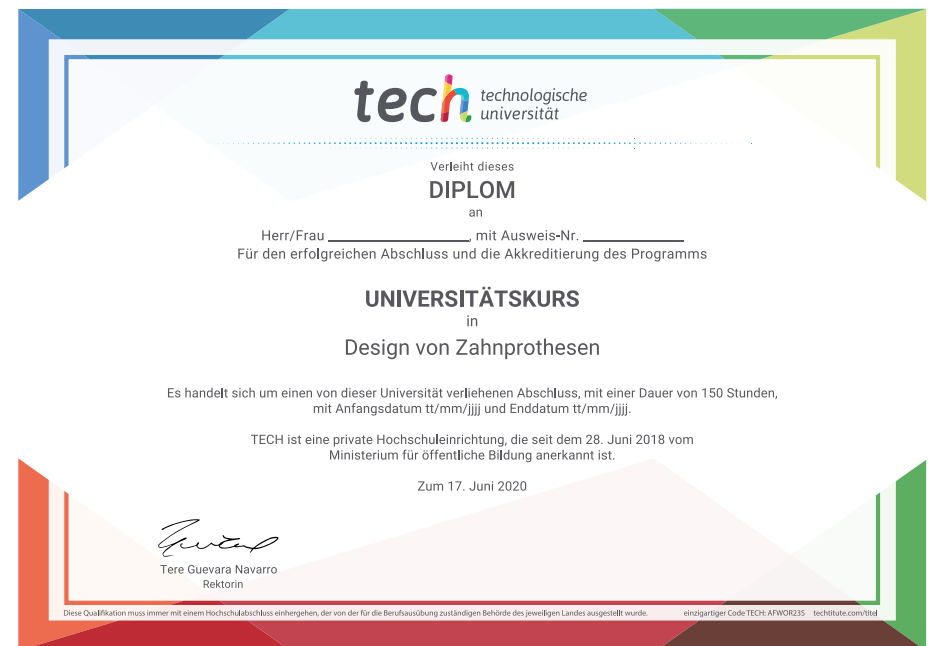 tech technologische
universität
Verleiht dieses
DIPLOM
an
Herr/Frau ____________________, mit Ausweis-Nr. ______________
Für den erfolgreichen Abschluss und die Akkreditierung des Programms
UNIVERSITÄTSKURS
in
Design von Zahnprothesen
Es handelt sich um einen von dieser Universität verliehenen Abschluss, mit einer Dauer von 150 Stunden,
mit Anfangsdatum tt/mm/jjjj und Enddatum tt/mm/jjjj.
TECH ist eine private Hochschuleinrichtung, die seit dem 28. Juni 2018 vom
Ministerium für öffentliche Bildung anerkannt ist.
Zum 17. Juni 2020
Tere Guevara Navarro
Rektorin
Diese Qualifikation muss immer mit einem Hochschulabschluss einhergehen, der von der für die Berufsausübung zuständigen Behörde des jeweiligen Landes ausgestellt wurde. einzigartiger Code TECH: AFWOR23S techtitute.com/titel